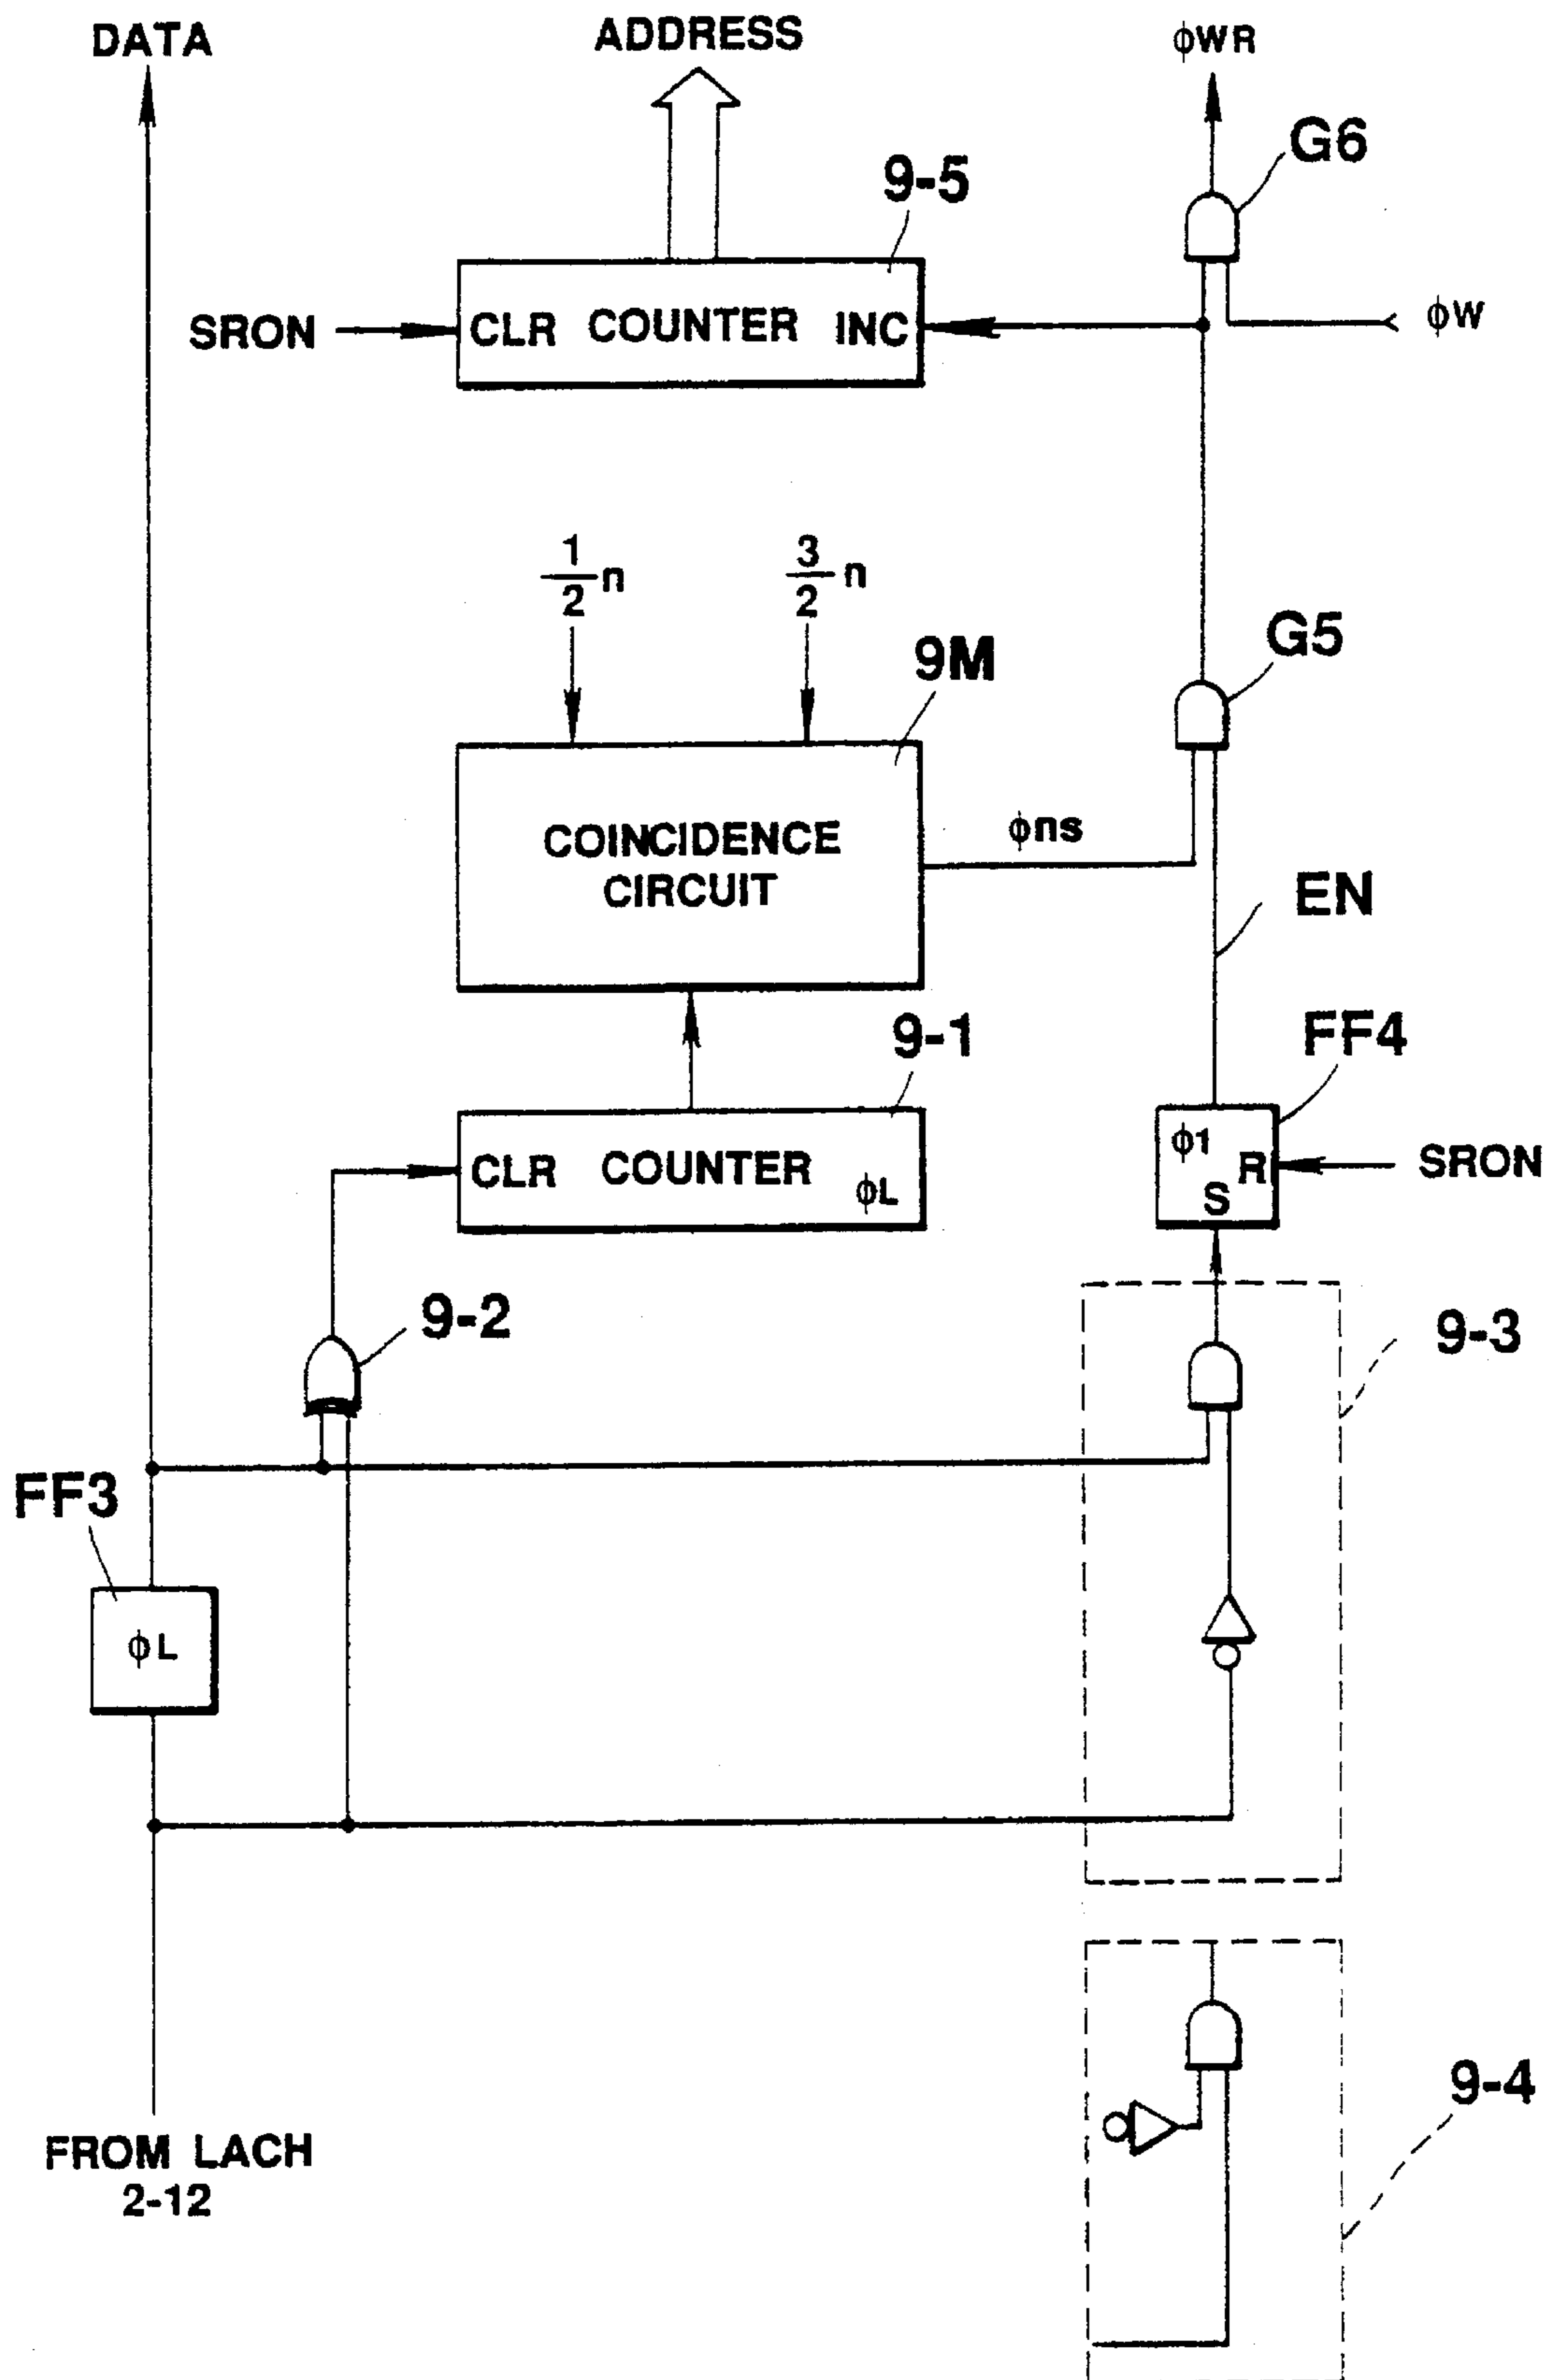 DATA
ADDRESS
φWR
G6
9-5
SRON
CLR COUNTER INC
φW
1/2 n
3/2 n
G5
9M
COINCIDENCE
CIRCUIT
φns
EN
9-1
FF4
CLR COUNTER φL
φ1
R
S
SRON
9-2
9-3
FF3
φL
9-4
FROM LACH
2-12